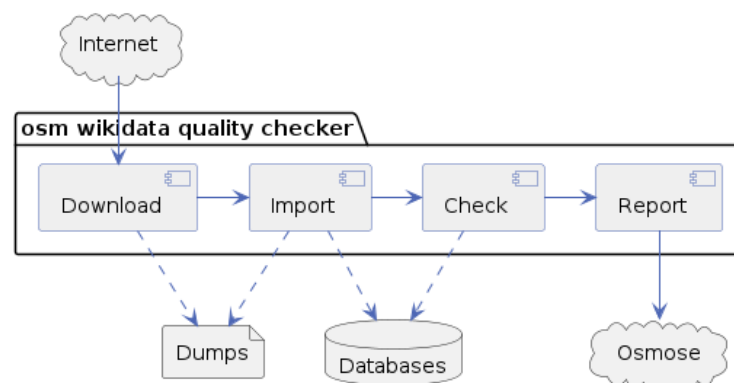 Internet
osm wikidata quality checker
Download
Import
Check
Report
Dumps
Databases
Osmose